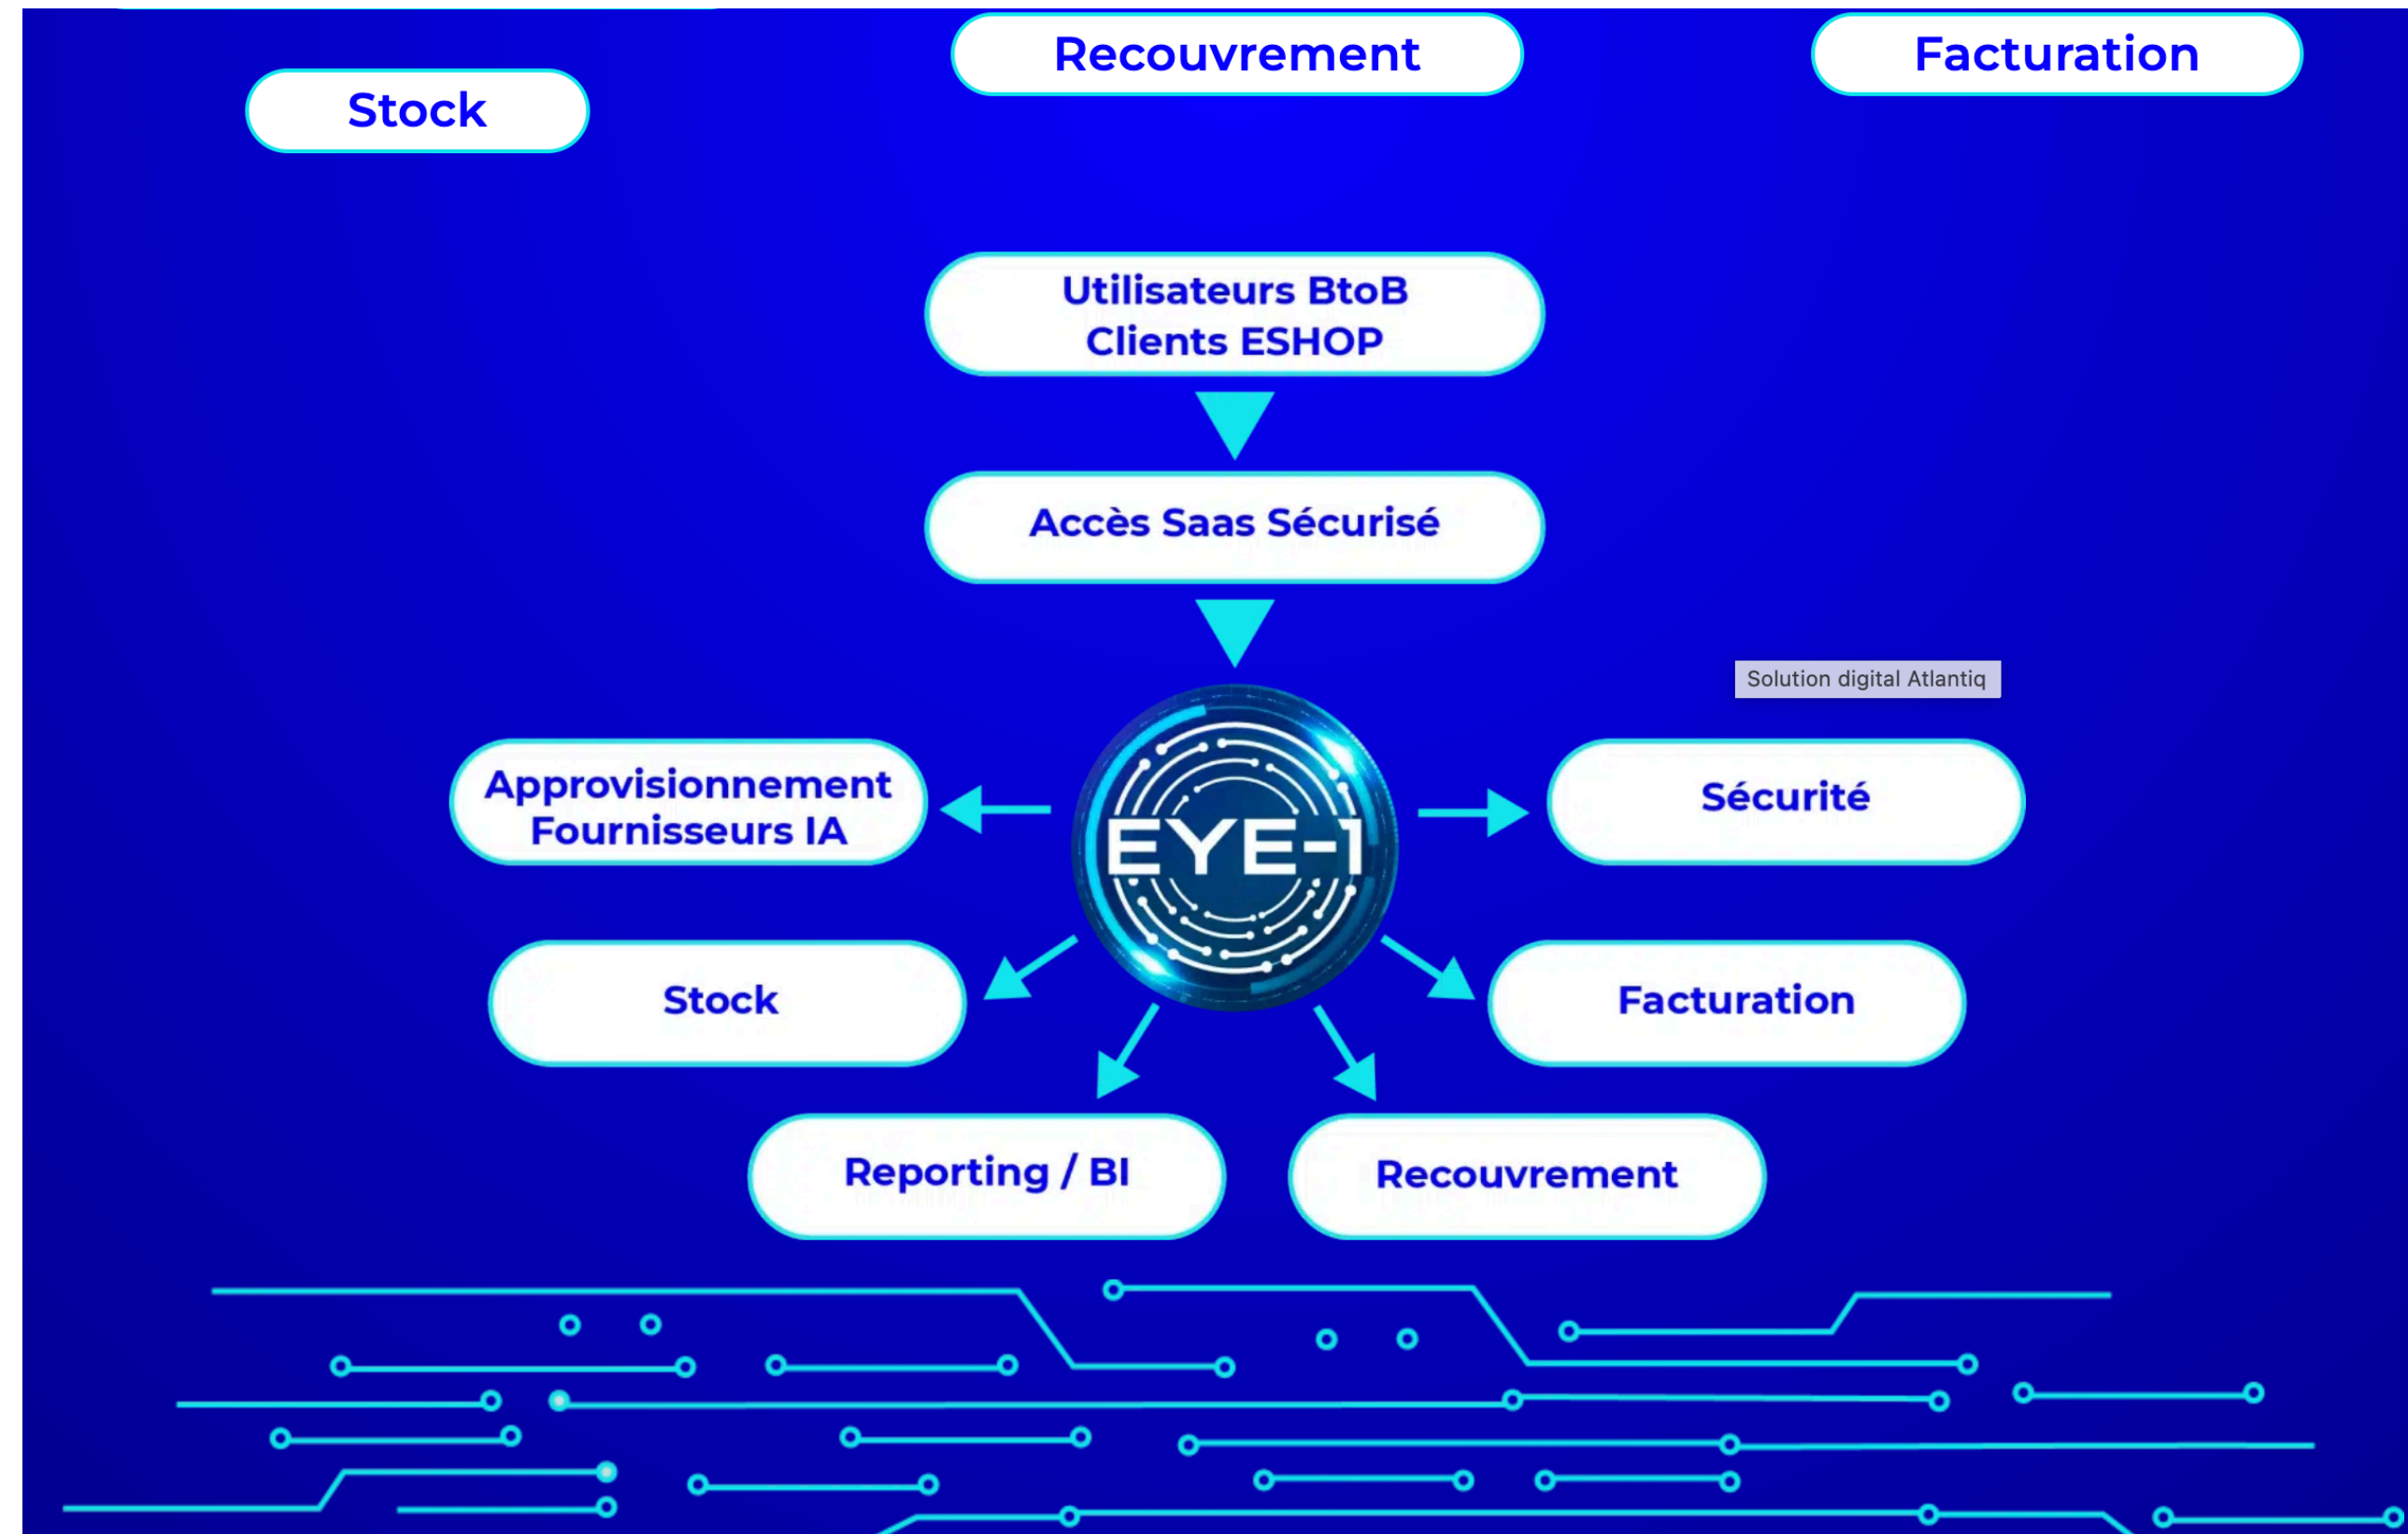 Recouvrement
Facturation
Stock
Utilisateurs BtoB
Clients ESHOP
Accès Saas Sécurisé
Solution digital Atlantiq
Approvisionnement
Fournisseurs IA
Sécurité
EYE-1
Stock
Facturation
Reporting / BI
Recouvrement